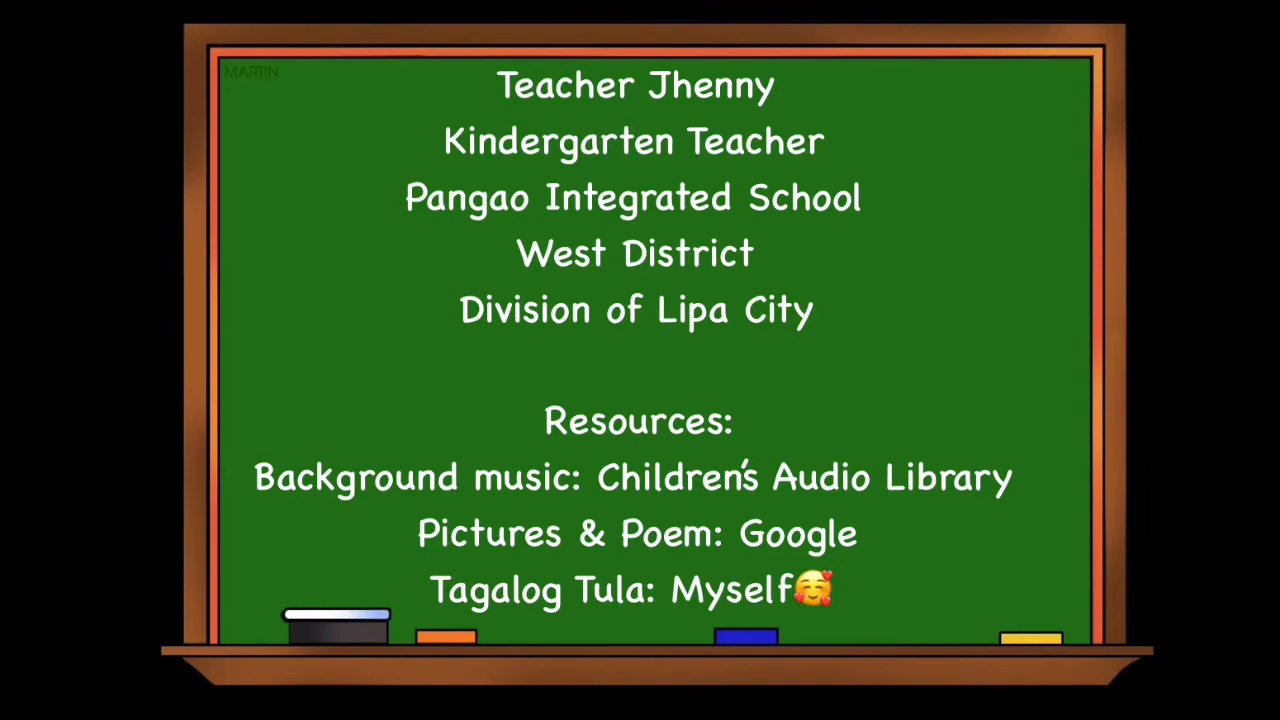 MARTIN
Teacher Jhenny
Kindergarten Teacher
Pangao Integrated School
West District
Division of Lipa City
Resources:
Background music: Children's Audio Library
Pictures & Poem: Google
Tagalog Tula: Myself🥰